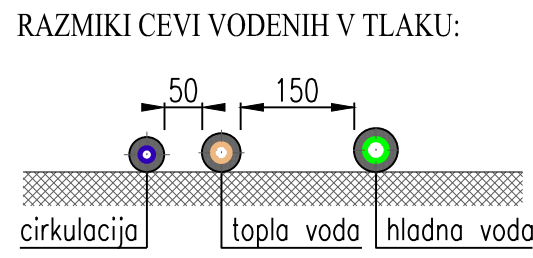 RAZMIKI CEVI VODENIH V TLAKU:
50 150
cirkulacija topla voda hladna voda